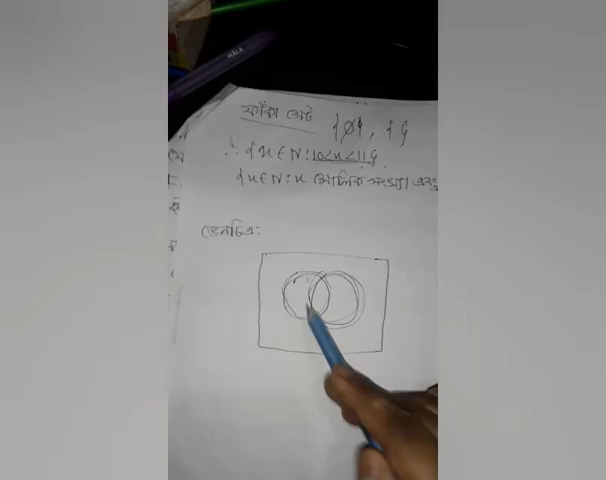 ফাঁকা সেট {∅}, { }
∴ {x ∈ N : 10<x<11}
{x ∈ N : x মৌলিক সংখ্যা এবং
ভেনচিত্র: